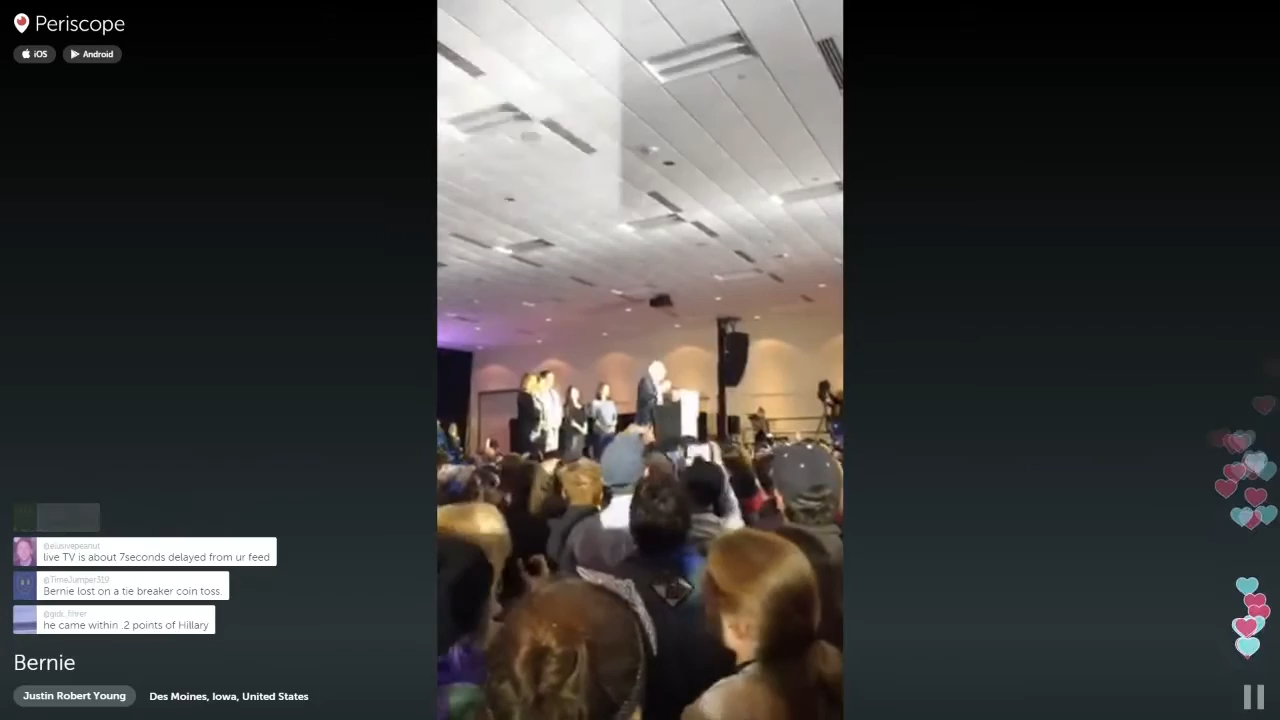 Periscope
iOS
Android
@elusivepeanut
live TV is about 7seconds delayed from ur feed
@TimeJumper319
Bernie lost on a tie breaker coin toss.
he came within .2 points of Hillary
Bernie
Justin Robert Young
Des Moines, Iowa, United States